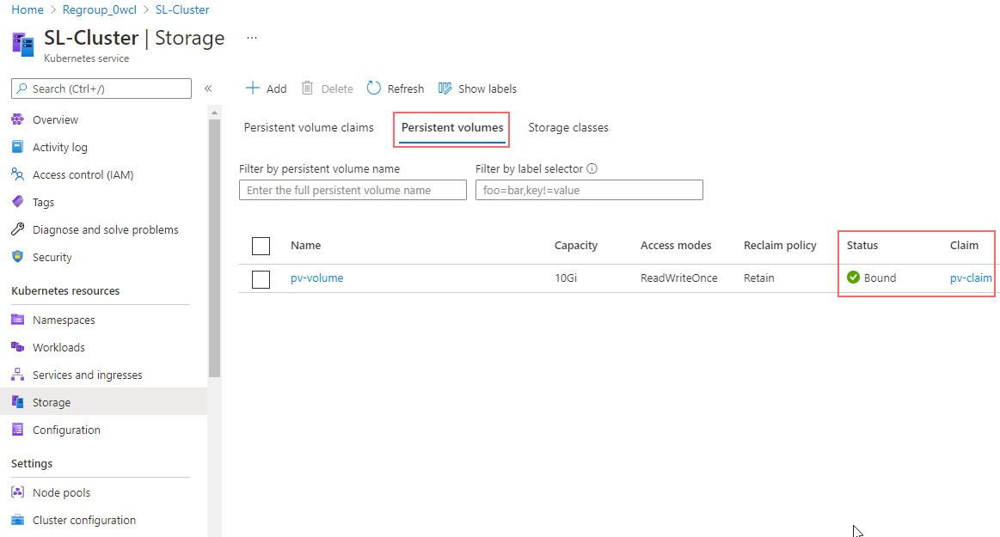 Home > Regroup_0wcl > SL-Cluster
SL-Cluster | Storage ...
Kubernetes service
Search (Ctrl+/) «
Add Delete Refresh Show labels
Overview
Activity log
Access control (IAM)
Tags
Diagnose and solve problems
Security
Kubernetes resources
Namespaces
Workloads
Services and ingresses
Storage
Configuration
Settings
Node pools
Cluster configuration
Persistent volume claims Persistent volumes Storage classes
Filter by persistent volume name Filter by label selector
Enter the full persistent volume name foo=bar,key!=value
Name Capacity Access modes Reclaim policy Status Claim
pv-volume 10Gi ReadWriteOnce Retain Bound pv-claim